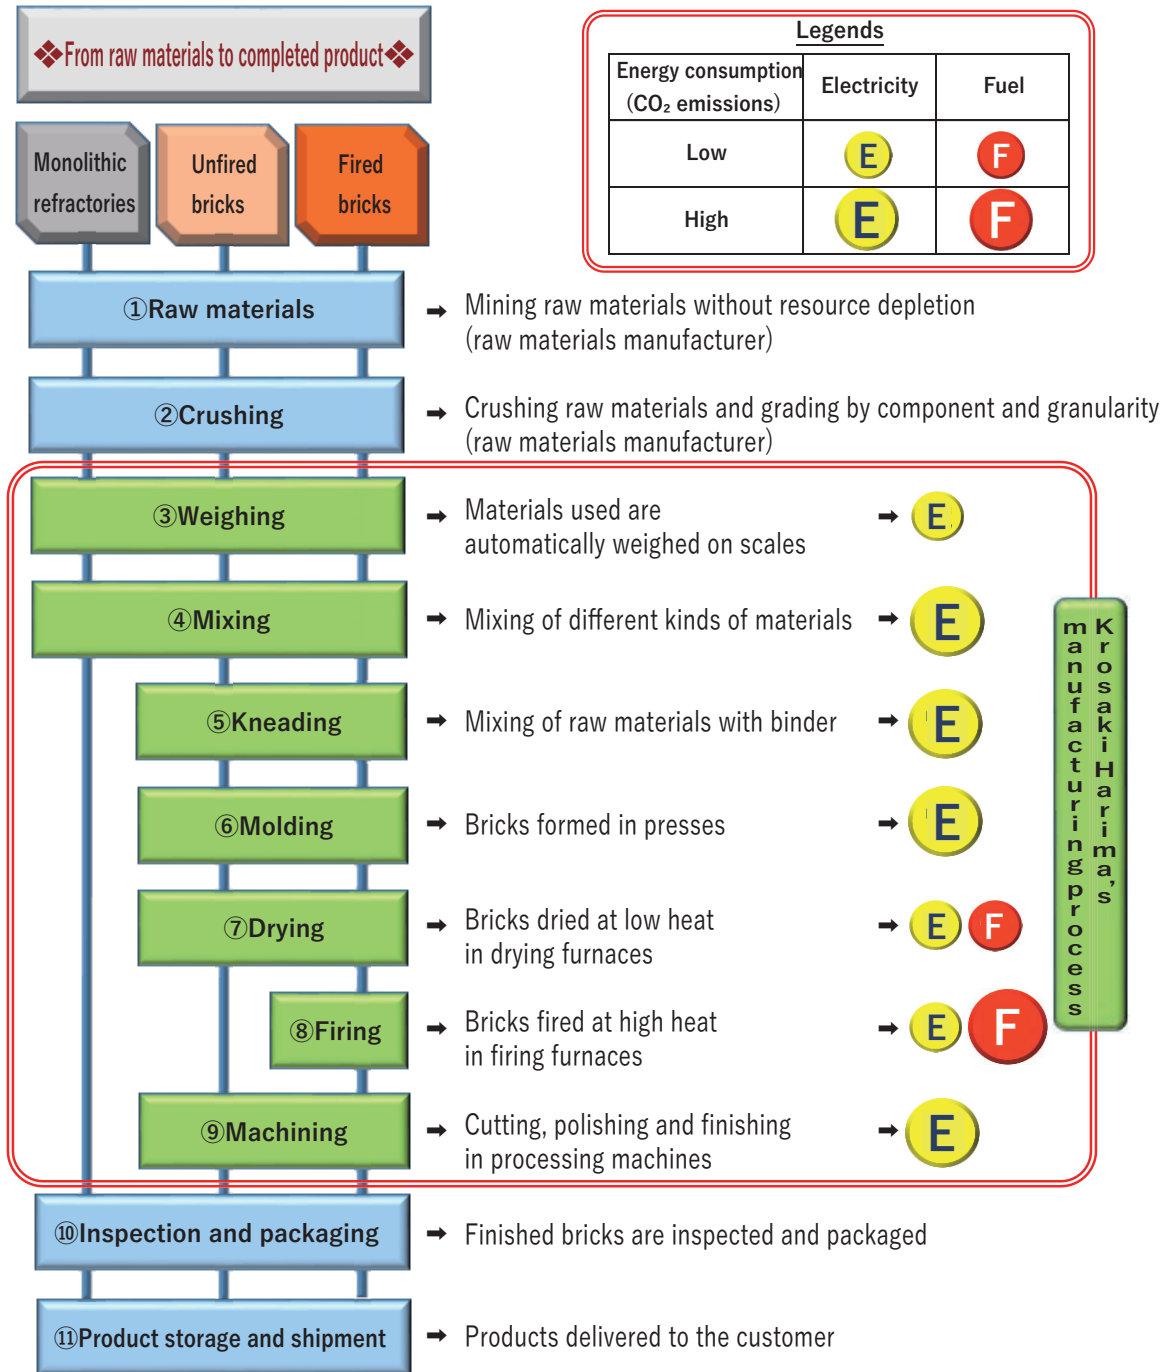 ❖From raw materials to completed product❖
Legends
Energy consumption
(CO₂ emissions)
Electricity
Fuel
Low
E
F
High
E
F
Monolithic
refractories
Unfired
bricks
Fired
bricks
①Raw materials
➡ Mining raw materials without resource depletion
(raw materials manufacturer)
②Crushing
➡ Crushing raw materials and grading by component and granularity
(raw materials manufacturer)
③Weighing
➡ Materials used are
automatically weighed on scales
➡ E
④Mixing
➡ Mixing of different kinds of materials
➡ E
⑤Kneading
➡ Mixing of raw materials with binder
➡ E
⑥Molding
➡ Bricks formed in presses
➡ E
⑦Drying
➡ Bricks dried at low heat
in drying furnaces
➡ E F
⑧Firing
➡ Bricks fired at high heat
in firing furnaces
➡ E F
⑨Machining
➡ Cutting, polishing and finishing
in processing machines
➡ E
Krosaki Harima's
manufacturing process
⑩Inspection and packaging
➡ Finished bricks are inspected and packaged
⑪Product storage and shipment
➡ Products delivered to the customer